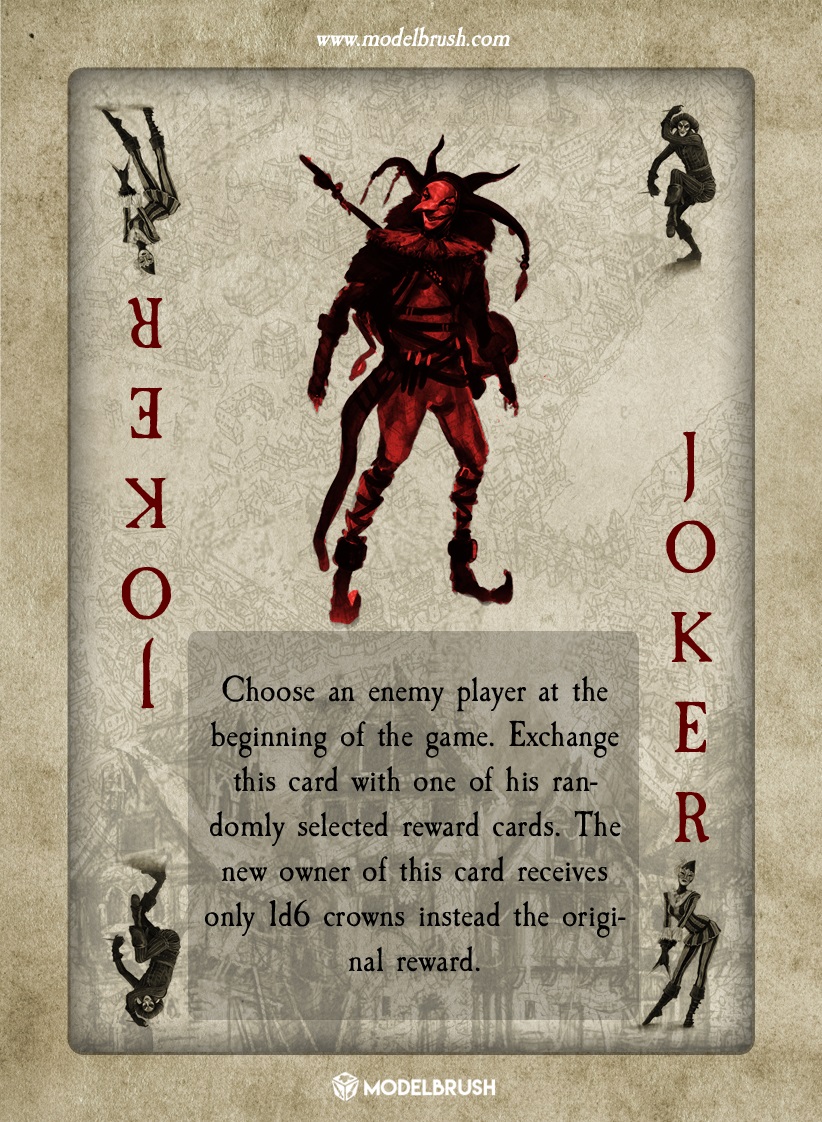 www.modelbrush.com
JOKER
JOKER
Choose an enemy player at the
beginning of the game. Exchange
this card with one of his ran-
domly selected reward cards. The
new owner of this card receives
only 1d6 crowns instead the origi-
nal reward.
MODELBRUSH